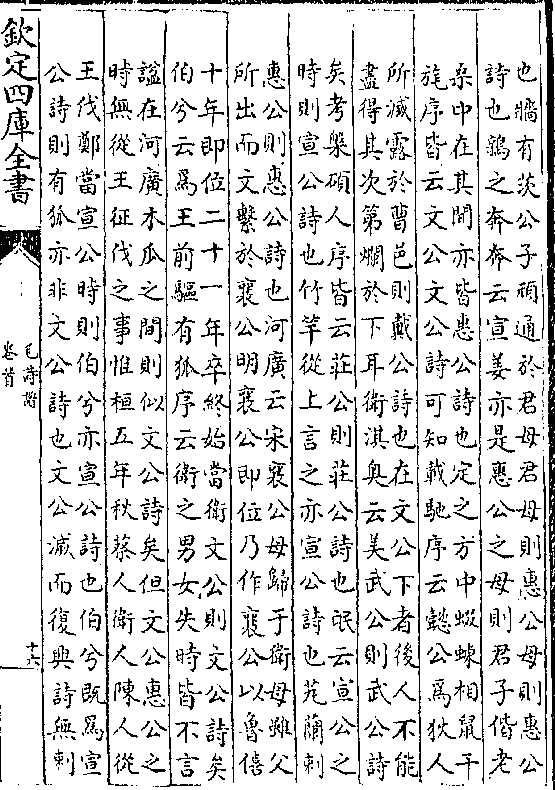 也牆有茨公子頑通於君母君母則惠公母則惠公
詩也鶉之奔奔云宣姜亦是惠公之母則君子偕老
桑中在其間亦皆惠公詩也定之方中蝃蝀相鼠干
旄序皆云文公文公詩可知載馳序云懿公為狄人
所滅露於曹邑則戴公詩也在文公下者後人不能
盡得其次第爛於下耳衛淇奧云美武公則武公詩
矣考槃碩人序皆云莊公則莊公詩也氓云宣公之
時則宣公詩也竹竿從上言之亦宣公詩也芄蘭刺
惠公則惠公詩也河廣云宋襄公母歸于衛母雖父
所出而文繫於襄公明襄公即位乃作襄公以魯僖
十年即位二十一年卒終始當衛文公則文公詩矣
伯兮云為王前驅有狐序云衛之男女失時皆不言
諡在河廣木瓜之間則似文公詩矣但文公惠公之
時無從王征伐之事惟桓五年秋蔡人衛人陳人從
王伐鄭當宣公時則伯兮亦宣公詩也伯兮既為宣
公詩則有狐亦非文公詩也文公滅而復興詩無刺
欽定四庫全書
毛詩譜
卷首
十六